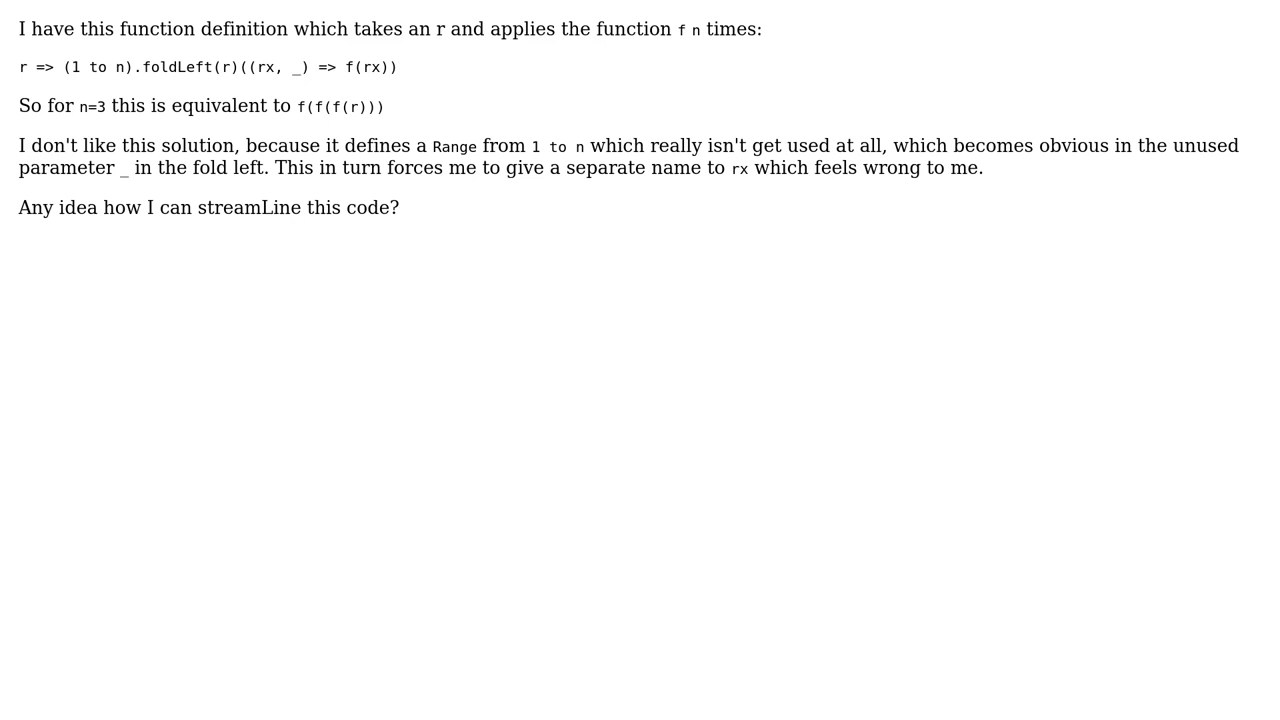 I have this function definition which takes an r and applies the function f n times:
r => (1 to n).foldLeft(r)((rx, _) => f(rx))
So for n=3 this is equivalent to f(f(f(r)))
I don't like this solution, because it defines a Range from 1 to n which really isn't get used at all, which becomes obvious in the unused
parameter _ in the fold left. This in turn forces me to give a separate name to rx which feels wrong to me.
Any idea how I can streamLine this code?